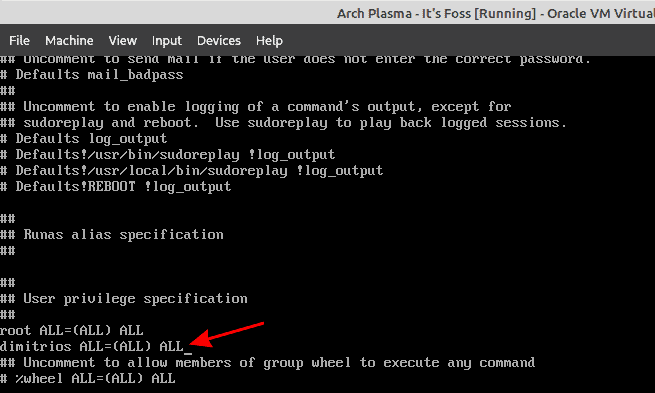 Arch Plasma - It's Foss [Running] - Oracle VM Virtual
File Machine View Input Devices Help
## Uncomment to send mail if the user does not enter the correct password.
# Defaults mail_badpass
##
## Uncomment to enable logging of a command's output, except for
## sudoreplay and reboot.  Use sudoreplay to play back logged sessions.
# Defaults log_output
# Defaults!/usr/bin/sudoreplay !log_output
# Defaults!/usr/local/bin/sudoreplay !log_output
# Defaults!REBOOT !log_output
##
## Runas alias specification
##
##
## User privilege specification
##
root ALL=(ALL) ALL
dimitrios ALL=(ALL) ALL_
## Uncomment to allow members of group wheel to execute any command
# %wheel ALL=(ALL) ALL